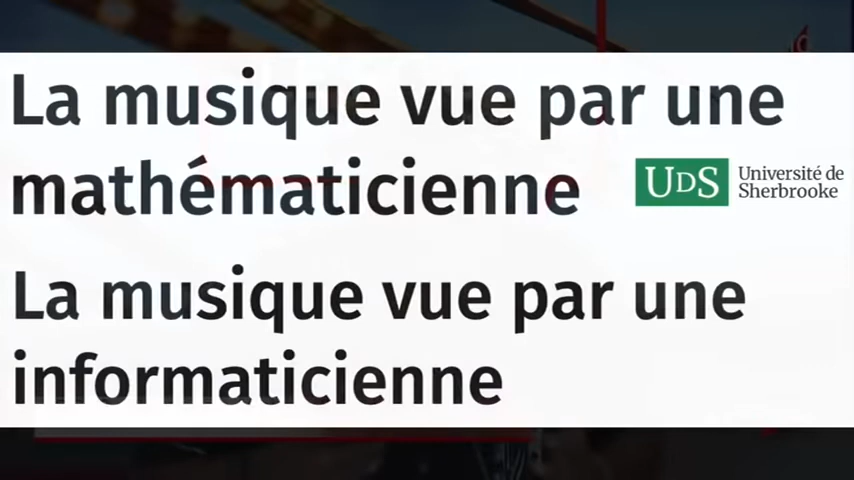 La musique vue par une
mathématicienne
UDS Université de
Sherbrooke
La musique vue par une
informaticienne